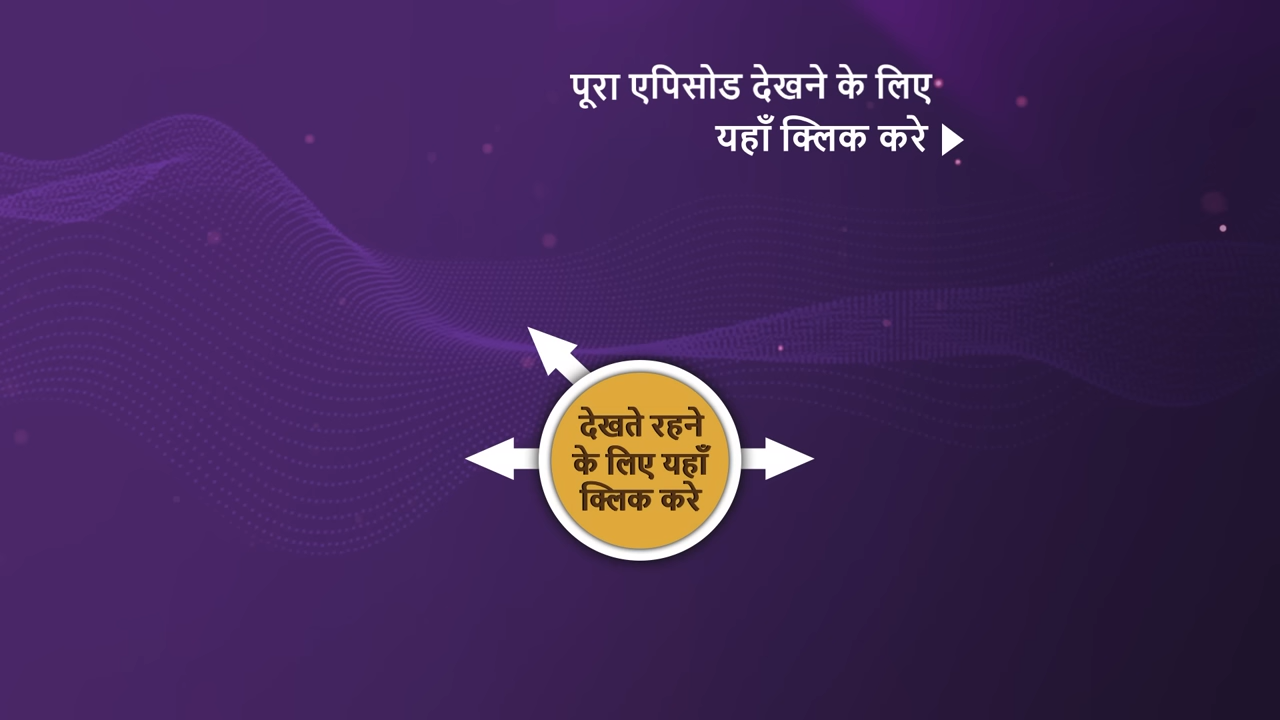 पूरा एपिसोड देखने के लिए
यहाँ क्लिक करे
देखते रहने
के लिए यहाँ
क्लिक करे